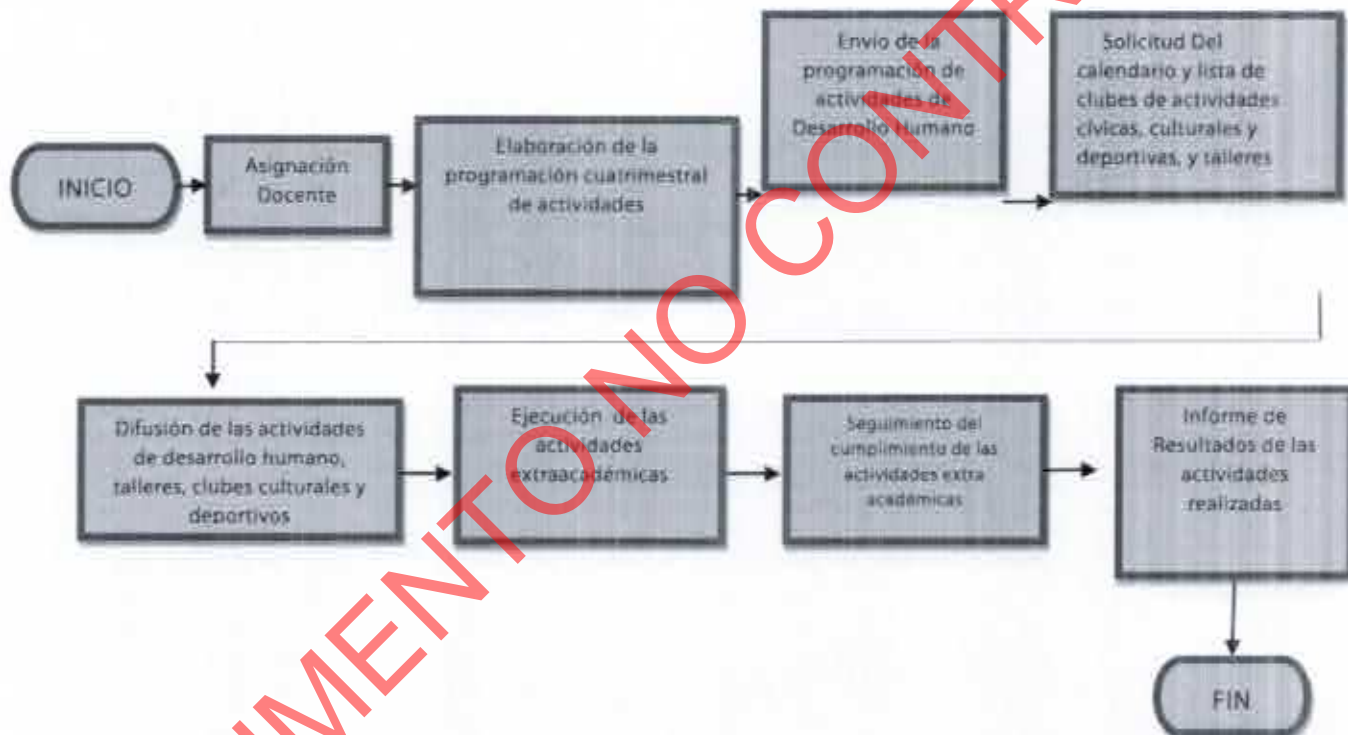 INICIO
Asignación
Docente
Elaboración de la
programación cuatrimestral
de actividades
Envío de la
programación de
actividades de
Desarrollo Humano
Solicitud Del
calendario y lista de
clubes de actividades
cívicas, culturales y
deportivas, y talleres
Difusión de las actividades
de desarrollo humano,
talleres, clubes culturales y
deportivos
Ejecución de las
actividades
extraacadémicas
Seguimiento del
cumplimiento de las
actividades extra
académicas
Informe de
Resultados de las
actividades
realizadas
FIN
UMENTO NO CONTR